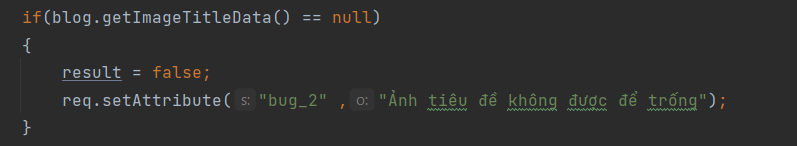 if(blog.getImageTitleData() == null)
{
result = false;
req.setAttribute( s: "bug_2" , o: "Ảnh tiêu đề không được để trống");
}